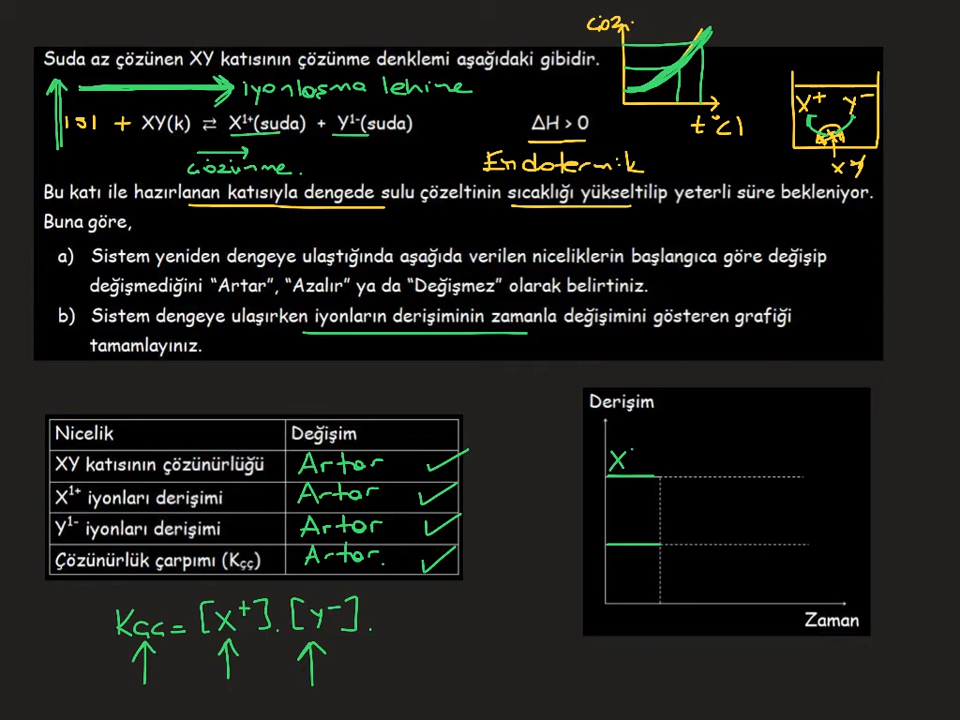 Çözü.
Suda az çözünen XY katısının çözünme denklemi aşağıdaki gibidir.
iyonlaşma lehine
X+ Y-
ısı + XY(k) ⇄ X¹⁺(suda) + Y¹⁻(suda) ΔH > 0
t(°C)
çözünme.
Endotermik
XY
Bu katı ile hazırlanan katısıyla dengede sulu çözeltinin sıcaklığı yükseltilip yeterli süre bekleniyor.
Buna göre,
a) Sistem yeniden dengeye ulaştığında aşağıda verilen niceliklerin başlangıca göre değişip
değişmediğini “Artar”, “Azalır” ya da “Değişmez” olarak belirtiniz.
b) Sistem dengeye ulaşırken iyonların derişiminin zamanla değişimini gösteren grafiği
tamamlayınız.
Nicelik Değişim
XY katısının çözünürlüğü Artar
X¹⁺ iyonları derişimi Artar
Y¹⁻ iyonları derişimi Artar
Çözünürlük çarpımı (Kçç) Artar.
Kçç = [X⁺].[Y⁻].
Derişim
X
Zaman